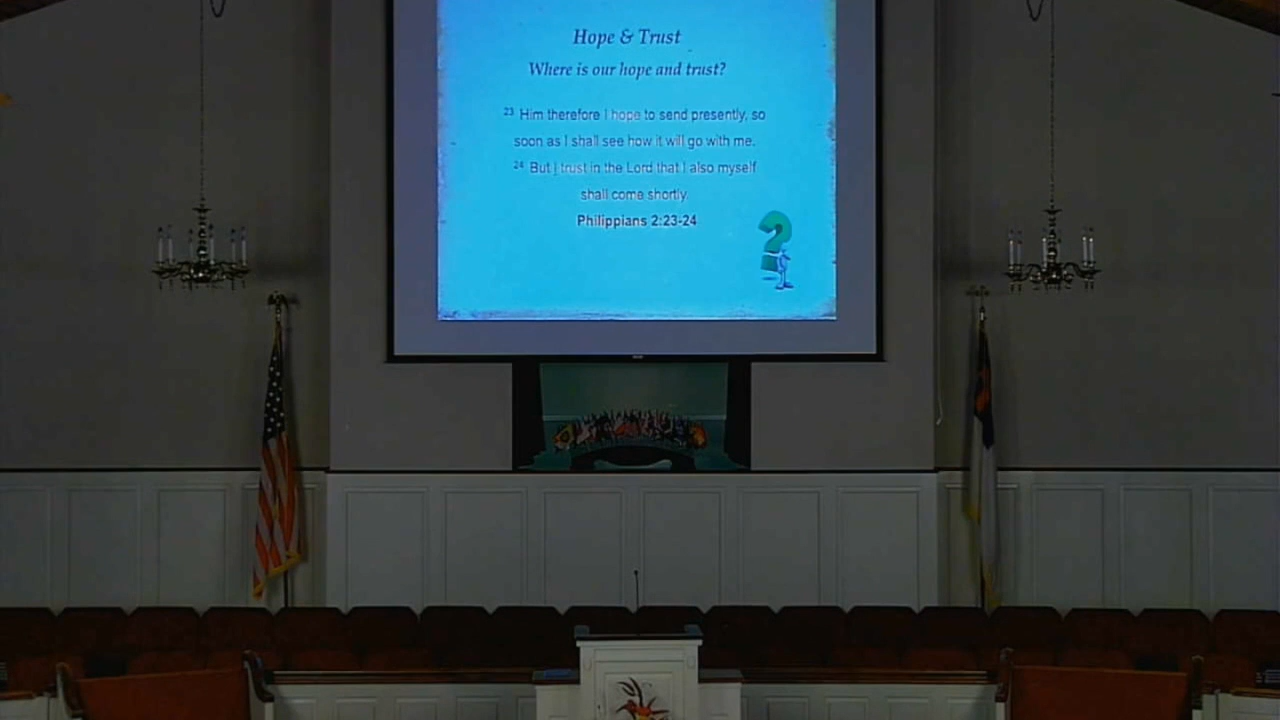 Hope & Trust
Where is our hope and trust?
23 Him therefore I hope to send presently, so
soon as I shall see how it will go with me.
24 But I trust in the Lord that I also myself
shall come shortly.
Philippians 2:23-24